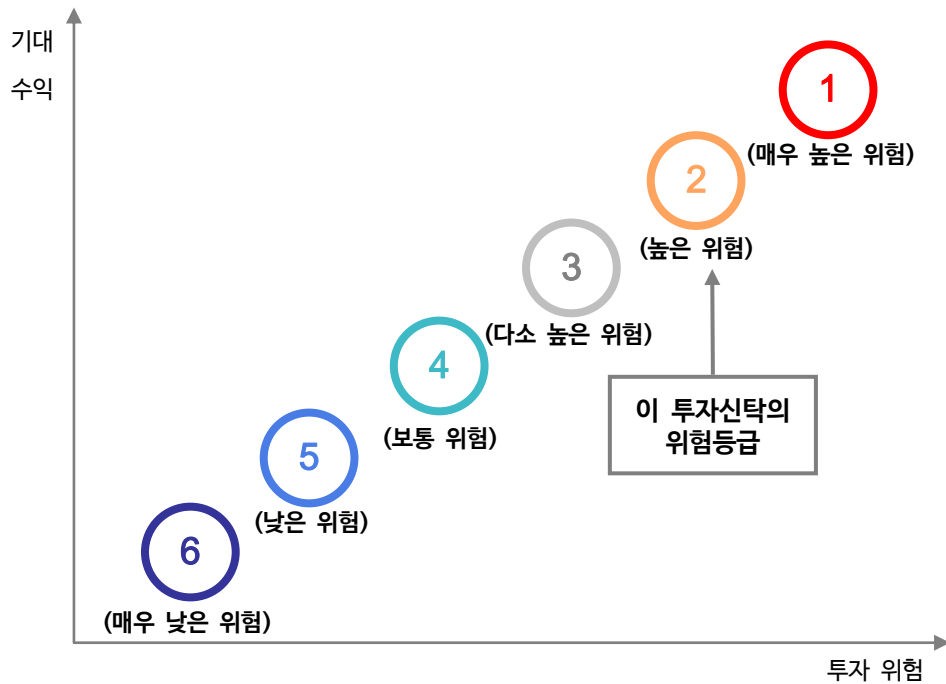 기대
수익
1
(매우 높은 위험)
2
(높은 위험)
3
(다소 높은 위험)
4
(보통 위험)
이 투자신탁의
위험등급
5
(낮은 위험)
6
(매우 낮은 위험)
투자 위험